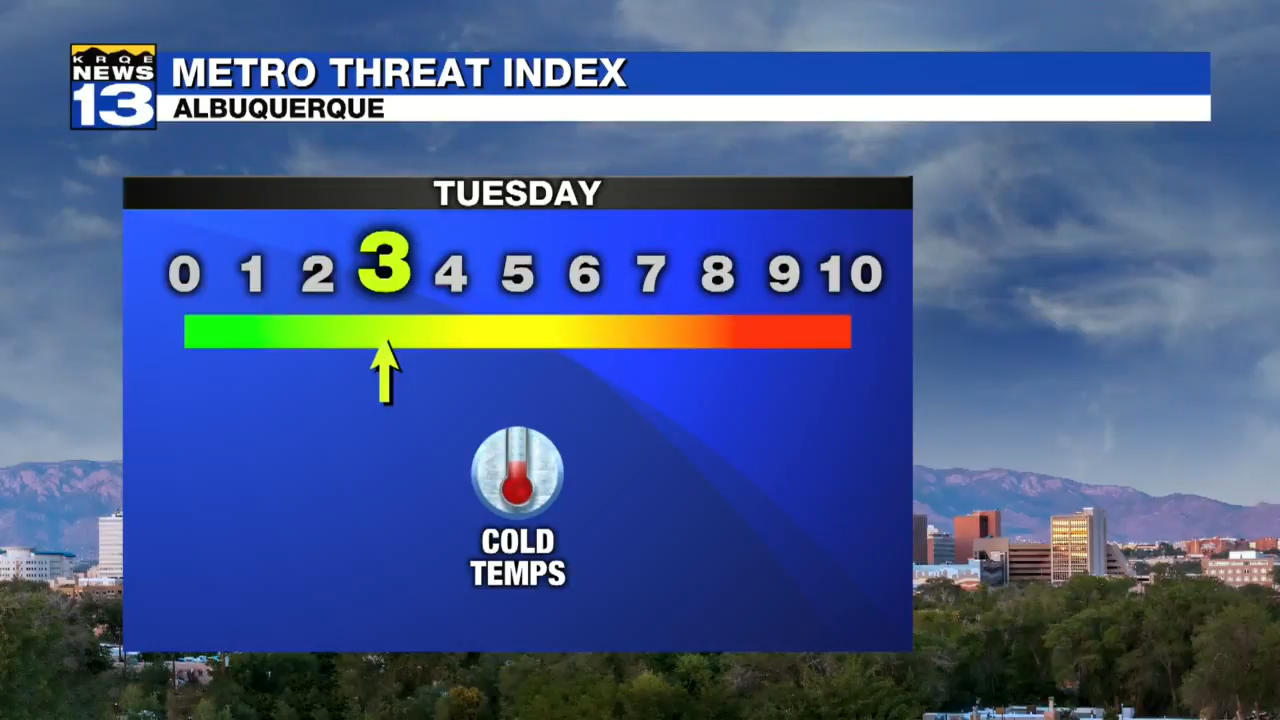 KRQE
NEWS
13
METRO THREAT INDEX
ALBUQUERQUE
TUESDAY
0 1 2 3 4 5 6 7 8 9 10
COLD
TEMPS